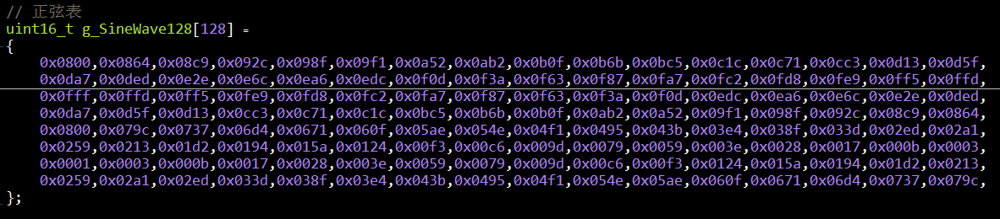 // 正弦表
uint16_t g_SineWave128[128] =
{
0x0800,0x0864,0x08c9,0x092c,0x098f,0x09f1,0x0a52,0x0ab2,0x0b0f,0x0b6b,0x0bc5,0x0c1c,0x0c71,0x0cc3,0x0d13,0x0d5f,
0x0da7,0x0ded,0x0e2e,0x0e6c,0x0ea6,0x0edc,0x0f0d,0x0f3a,0x0f63,0x0f87,0x0fa7,0x0fc2,0x0fd8,0x0fe9,0x0ff5,0x0ffd,
0x0fff,0x0ffd,0x0ff5,0x0fe9,0x0fd8,0x0fc2,0x0fa7,0x0f87,0x0f63,0x0f3a,0x0f0d,0x0edc,0x0ea6,0x0e6c,0x0e2e,0x0ded,
0x0da7,0x0d5f,0x0d13,0x0cc3,0x0c71,0x0c1c,0x0bc5,0x0b6b,0x0b0f,0x0ab2,0x0a52,0x09f1,0x098f,0x092c,0x08c9,0x0864,
0x0800,0x079c,0x0737,0x06d4,0x0671,0x060f,0x05ae,0x054e,0x04f1,0x0495,0x043b,0x03e4,0x038f,0x033d,0x02ed,0x02a1,
0x0259,0x0213,0x01d2,0x0194,0x015a,0x0124,0x00f3,0x00c6,0x009d,0x0079,0x0059,0x003e,0x0028,0x0017,0x000b,0x0003,
0x0001,0x0003,0x000b,0x0017,0x0028,0x003e,0x0059,0x0079,0x009d,0x00c6,0x00f3,0x0124,0x015a,0x0194,0x01d2,0x0213,
0x0259,0x02a1,0x02ed,0x033d,0x038f,0x03e4,0x043b,0x0495,0x04f1,0x054e,0x05ae,0x060f,0x0671,0x06d4,0x0737,0x079c,
};